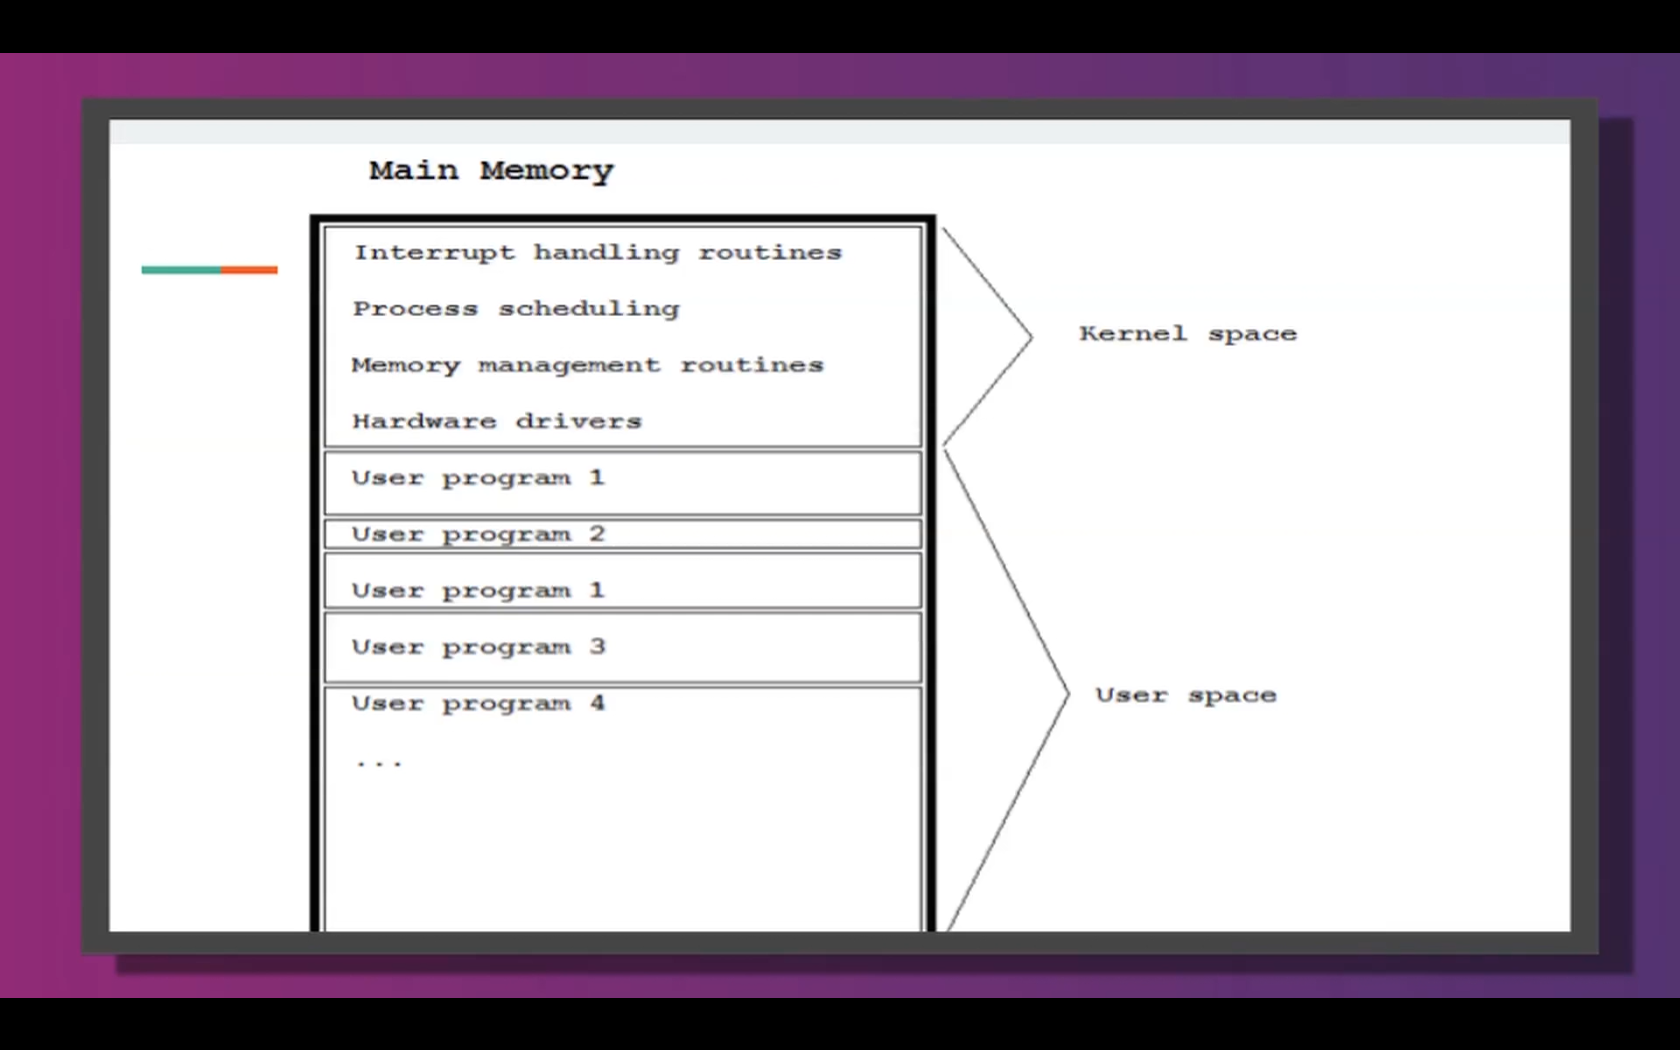 Main Memory
Interrupt handling routines
Process scheduling
Kernel space
Memory management routines
Hardware drivers
User program 1
User program 2
User program 1
User program 3
User space
User program 4
...